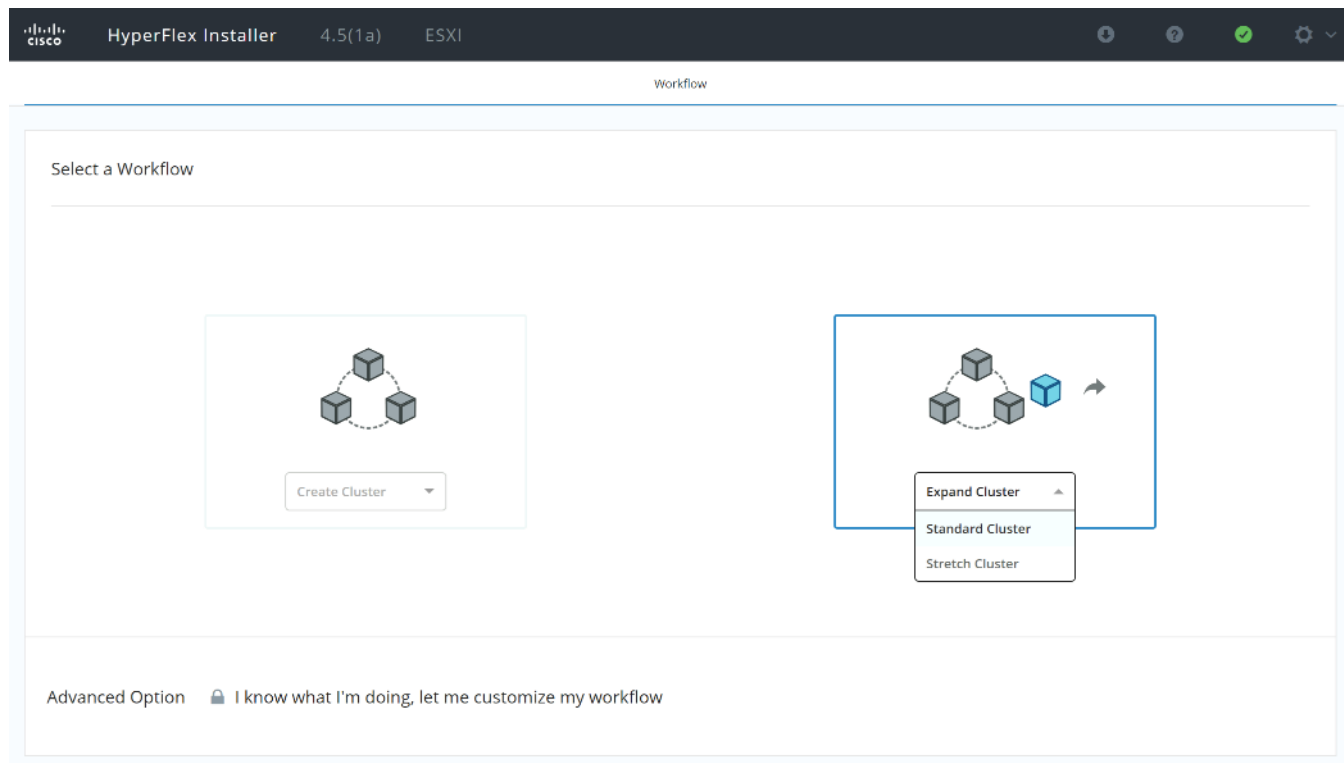 CISCO HyperFlex Installer 4.5(1a) ESXI
Workflow
Select a Workflow
Create Cluster
Expand Cluster
Standard Cluster
Stretch Cluster
Advanced Option I know what I'm doing, let me customize my workflow